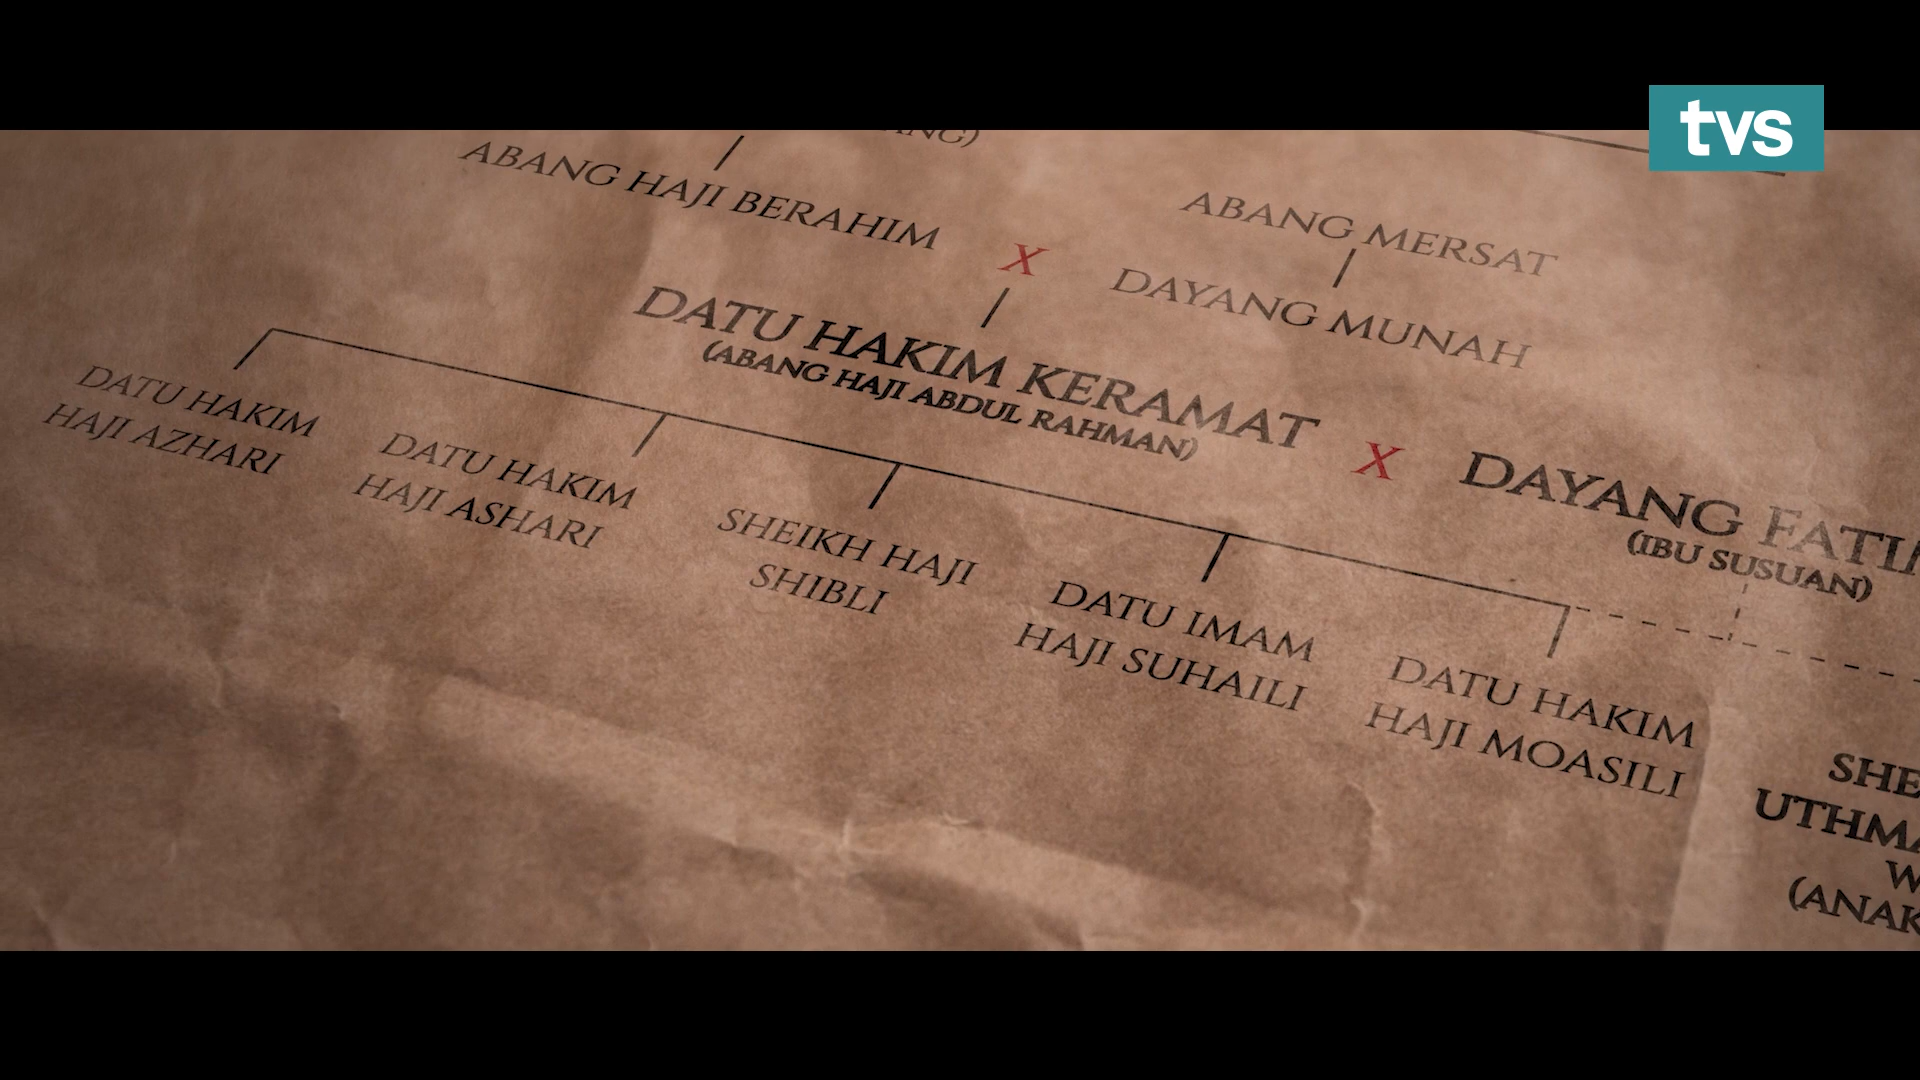 tvs
ABANG HAJI BERAHIM
X
ABANG MERSAT
DAYANG MUNAH
DATU HAKIM KERAMAT
(ABANG HAJI ABDUL RAHMAN)
X
DAYANG
(IBU SUSUAN)
DATU HAKIM
HAJI AZHARI
DATU HAKIM
HAJI ASHARI
SHEIKH HAJI
SHIBLI
DATU IMAM
HAJI SUHAILI
DATU HAKIM
HAJI MOASILI